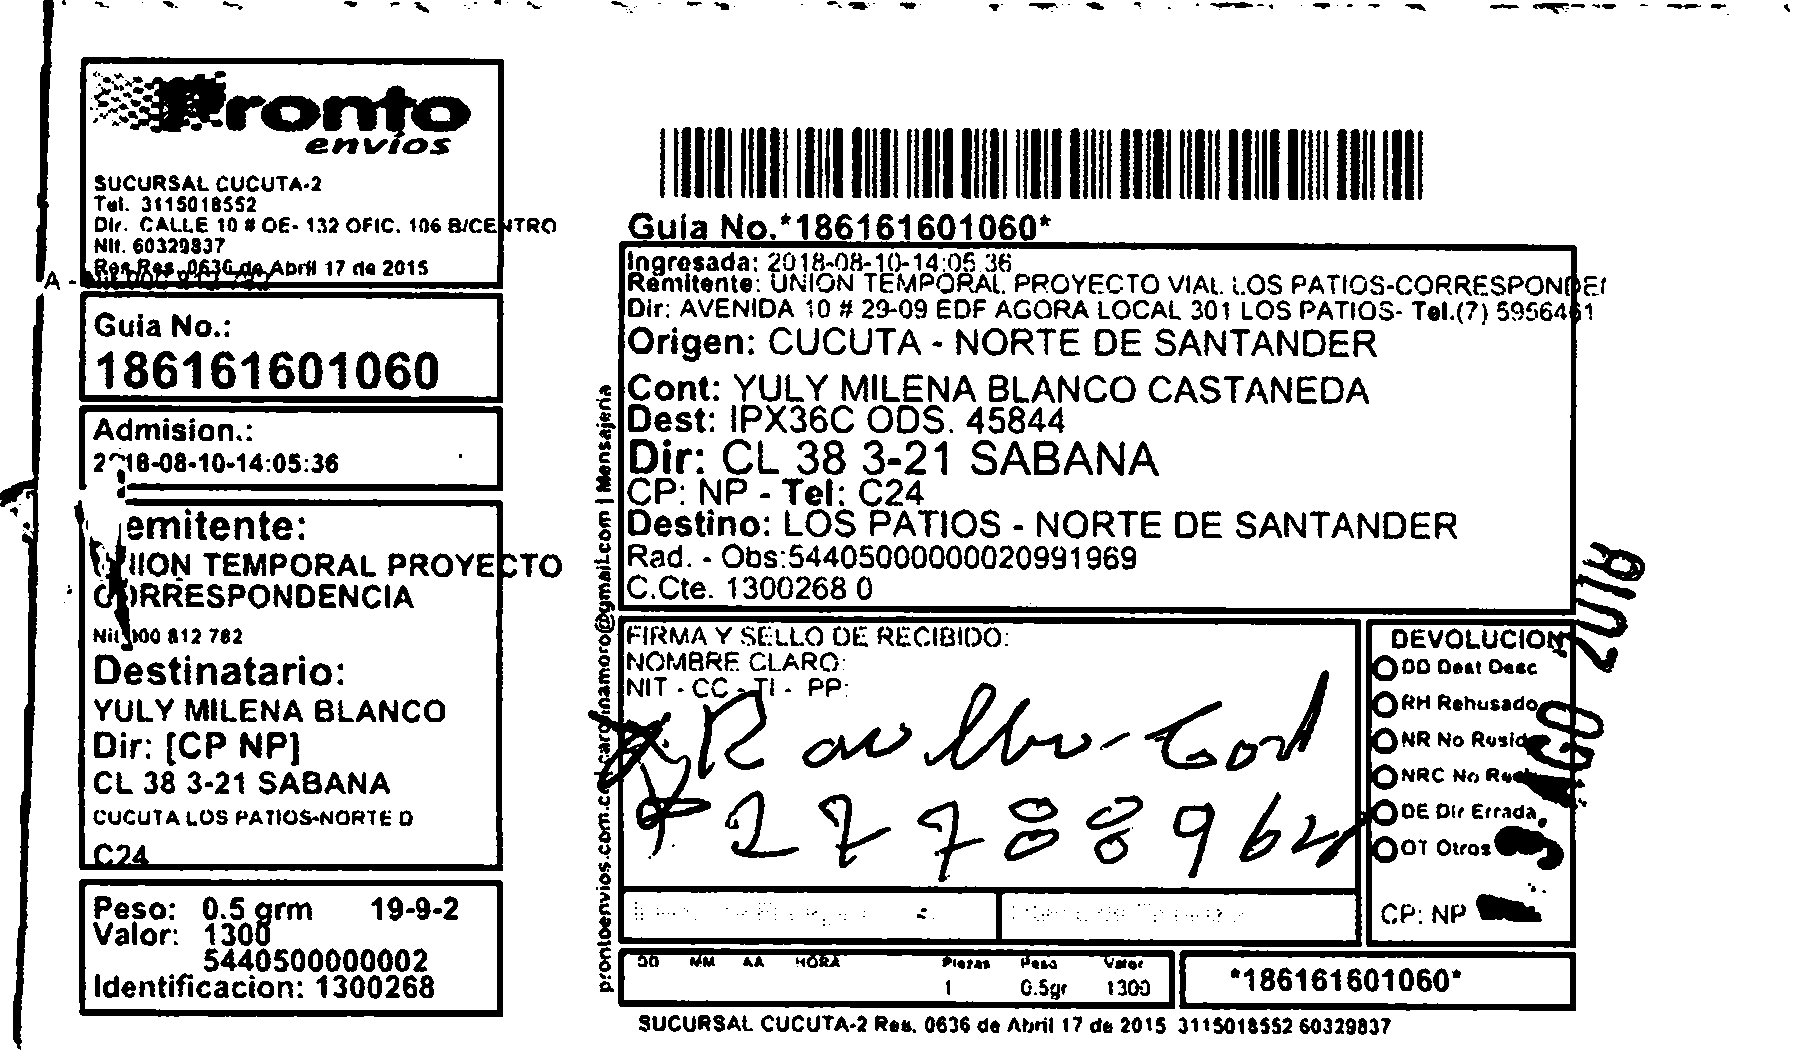 Pronto
envíos
SUCURSAL CUCUTA-2
Tel. 3115018552
Dir. CALLE 10 # OE- 132 OFIC. 106 B/CENTRO
Nit. 60329837
Res Res. 0636 de Abril 17 de 2015
Guia No.:
186161601060
Admision.:
2018-08-10-14:05:36
emitente:
UNION TEMPORAL PROYECTO
CORRESPONDENCIA
Nit 900 812 782
Destinatario:
YULY MILENA BLANCO
Dir: [CP NP]
CL 38 3-21 SABANA
CUCUTA LOS PATIOS-NORTE D
C24
Peso: 0.5 grm 19-9-2
Valor: 1300
5440500000002
Identificacion: 1300268
Guia No.*186161601060*
Ingresada: 2018-08-10-14:05:36
Remitente: UNION TEMPORAL PROYECTO VIAL LOS PATIOS-CORRESPONDE
Dir: AVENIDA 10 # 29-09 EDF AGORA LOCAL 301 LOS PATIOS- Tel.(7) 5956461
Origen: CUCUTA - NORTE DE SANTANDER
Cont: YULY MILENA BLANCO CASTANEDA
Dest: IPX36C ODS. 45844
Dir: CL 38 3-21 SABANA
CP: NP - Tel: C24
Destino: LOS PATIOS - NORTE DE SANTANDER
Rad. - Obs:54405000000020991969
C.Cte. 1300268 0
FIRMA Y SELLO DE RECIBIDO:
NOMBRE CLARO:
NIT - CC - TI - PP:
27788962
DEVOLUCION
DD Dest Desc
RH Rehusado
NR No Resid
NRC No
DE Dir Errada
OT Otros
CP: NP
AGO 2018
DD MM AA HORA Piezas Peso Valor
1 0.5gr 1300
*186161601060*
SUCURSAL CUCUTA-2 Res. 0636 de Abril 17 de 2015 3115018552 60329837
prontoenvios.com.co | Mensajeria